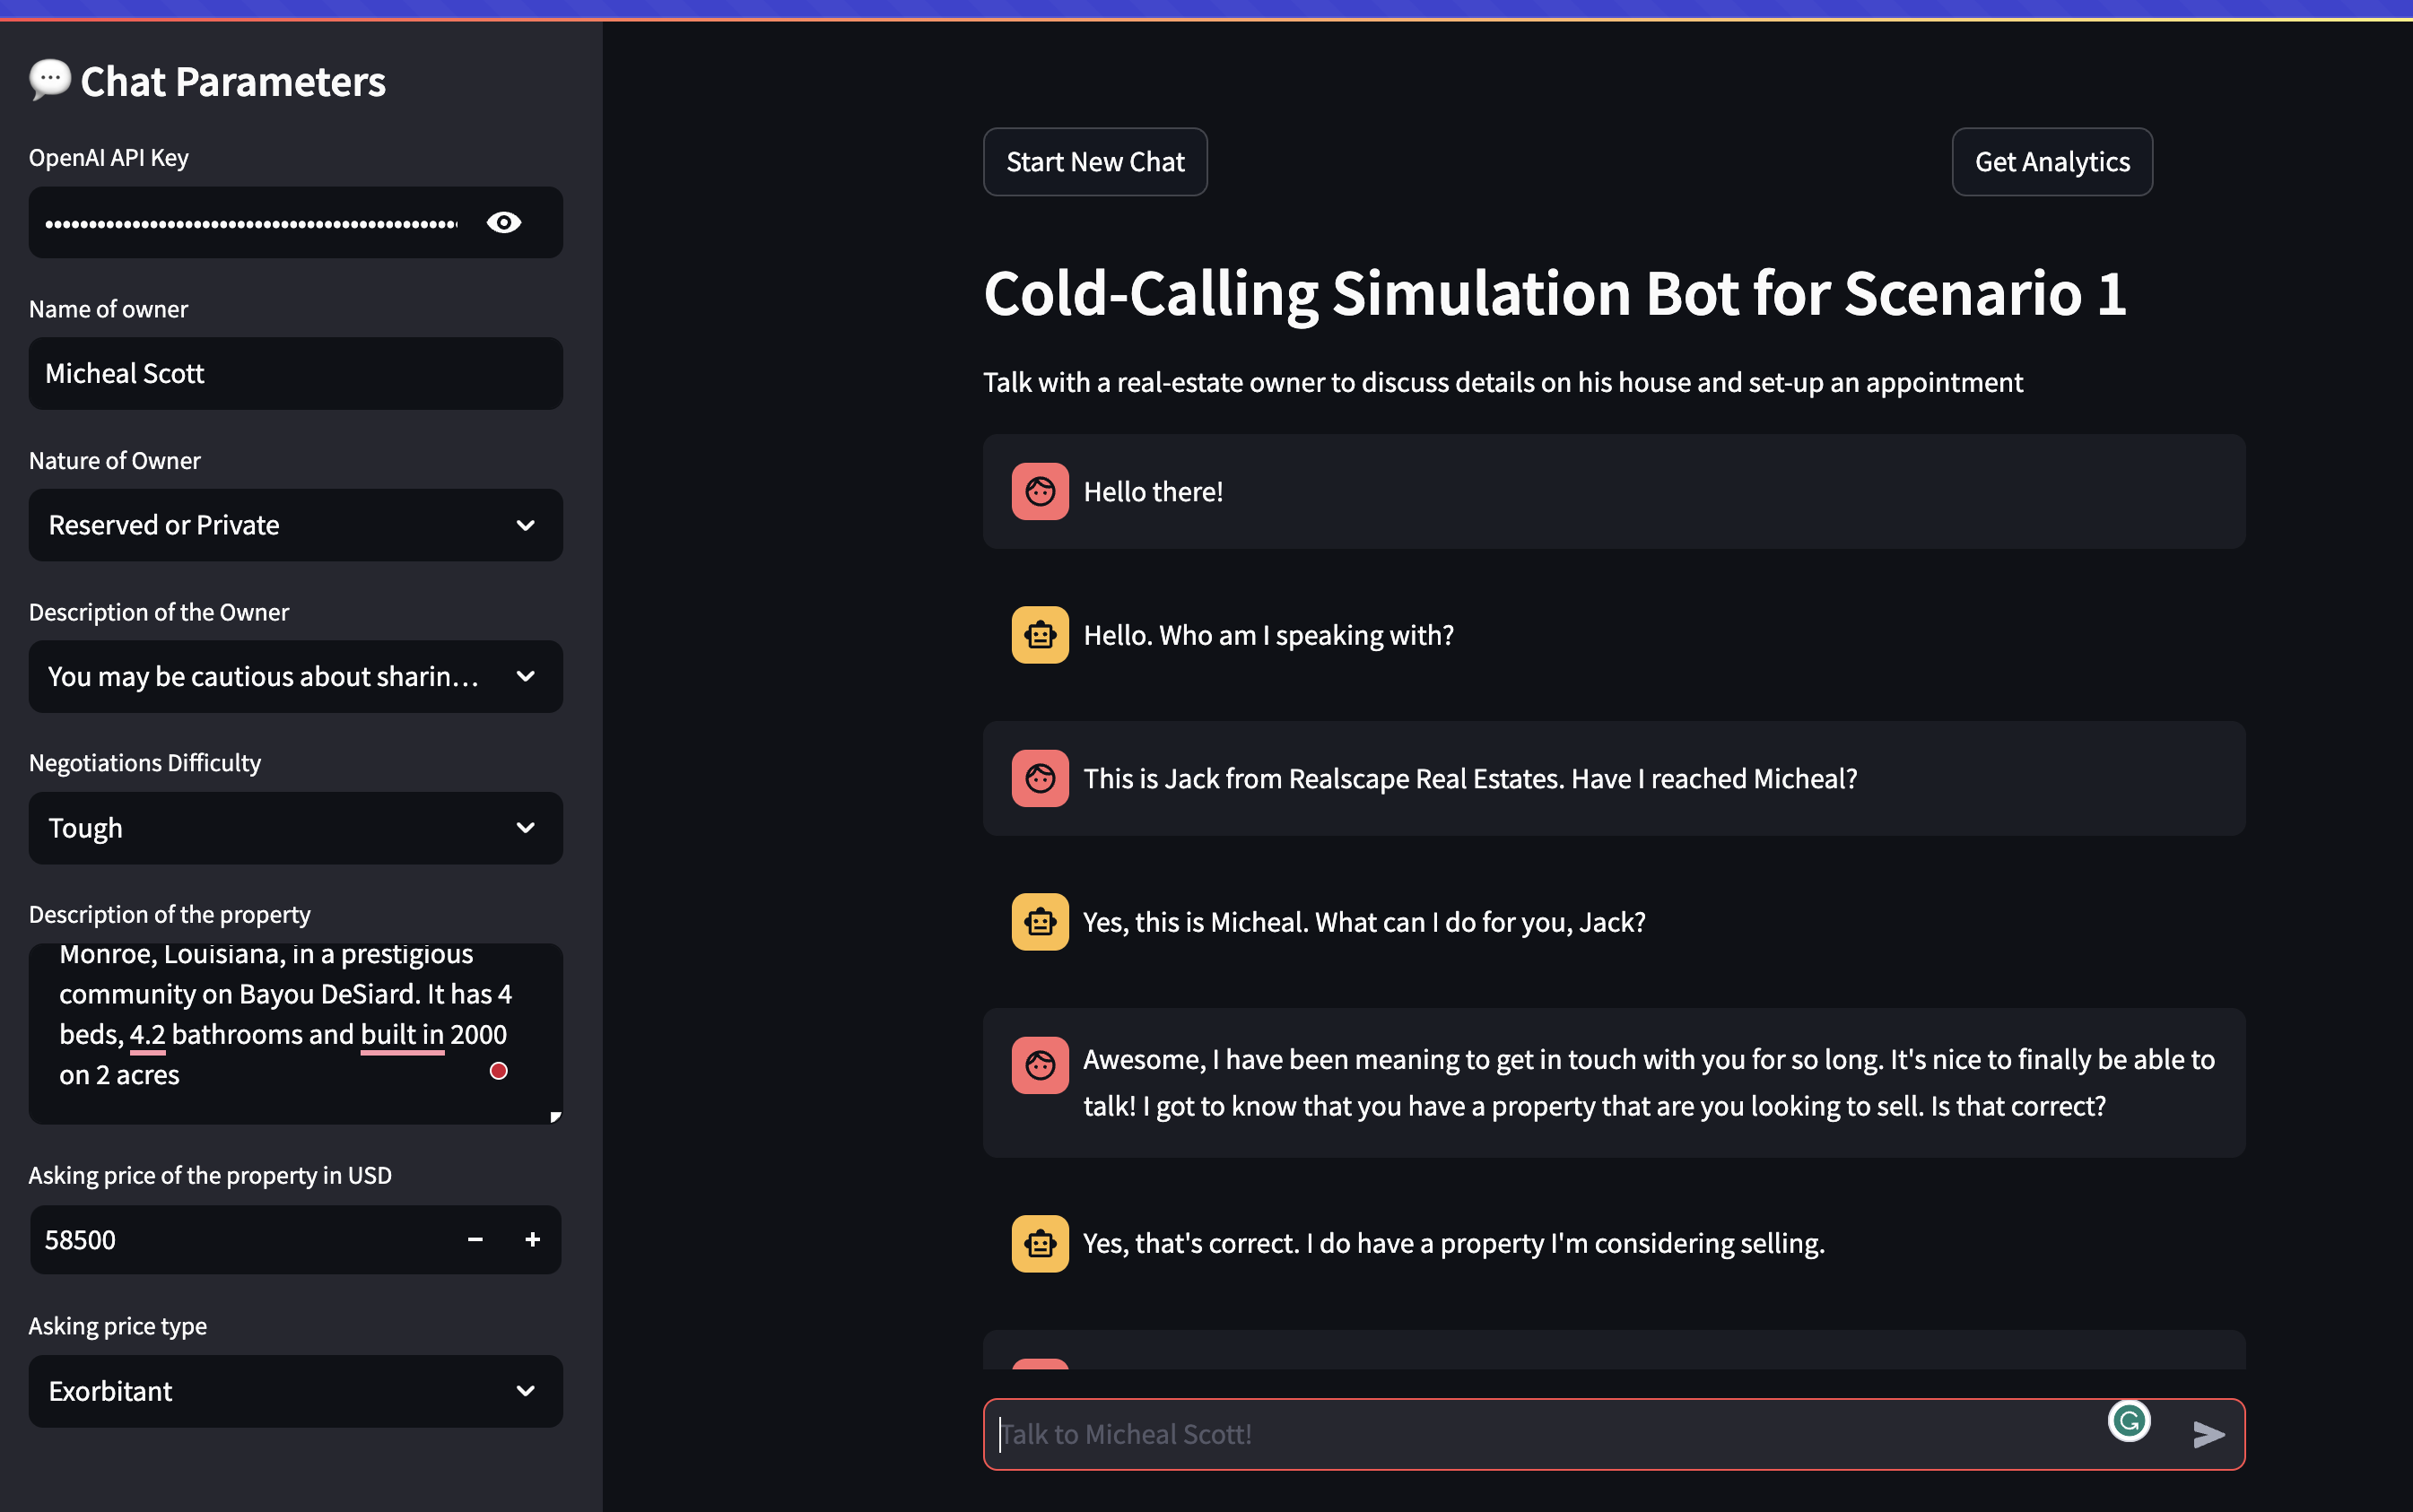 Chat Parameters
OpenAI API Key
Name of owner
Micheal Scott
Nature of Owner
Reserved or Private
Description of the Owner
You may be cautious about sharin...
Negotiations Difficulty
Tough
Description of the property
Monroe, Louisiana, in a prestigious
community on Bayou DeSiard. It has 4
beds, 4.2 bathrooms and built in 2000
on 2 acres
Asking price of the property in USD
58500
Asking price type
Exorbitant
Start New Chat
Get Analytics
Cold-Calling Simulation Bot for Scenario 1
Talk with a real-estate owner to discuss details on his house and set-up an appointment
Hello there!
Hello. Who am I speaking with?
This is Jack from Realscape Real Estates. Have I reached Micheal?
Yes, this is Micheal. What can I do for you, Jack?
Awesome, I have been meaning to get in touch with you for so long. It's nice to finally be able to
talk! I got to know that you have a property that are you looking to sell. Is that correct?
Yes, that's correct. I do have a property I'm considering selling.
Talk to Micheal Scott!